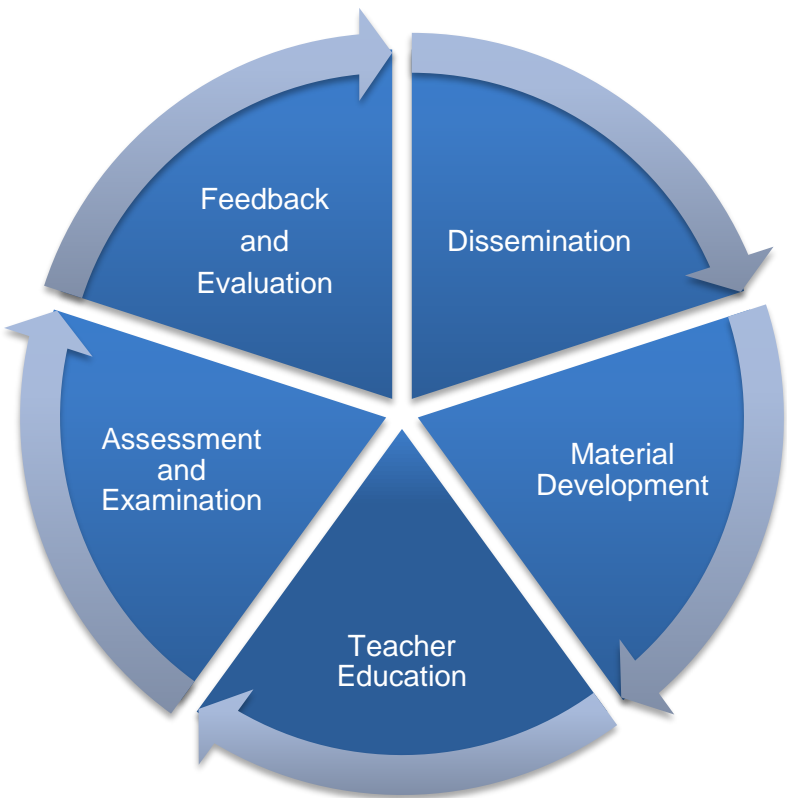 Dissemination
Material
Development
Teacher
Education
Assessment
and
Examination
Feedback
and
Evaluation